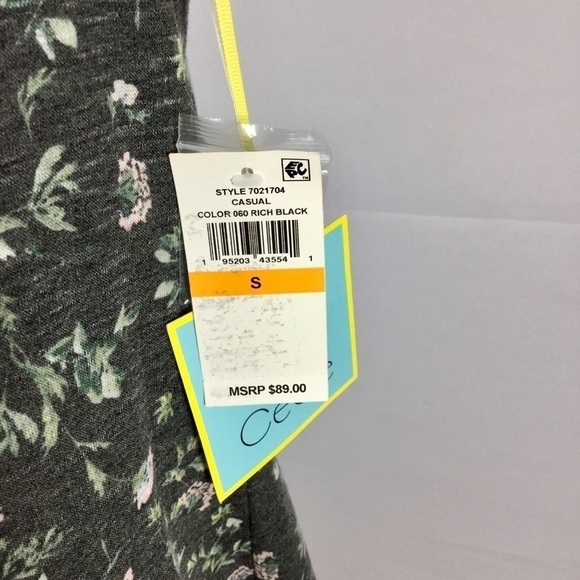 STYLE 7021704
CASUAL
COLOR 060 RICH BLACK
1 95203 43554 1
S
MSRP $89.00